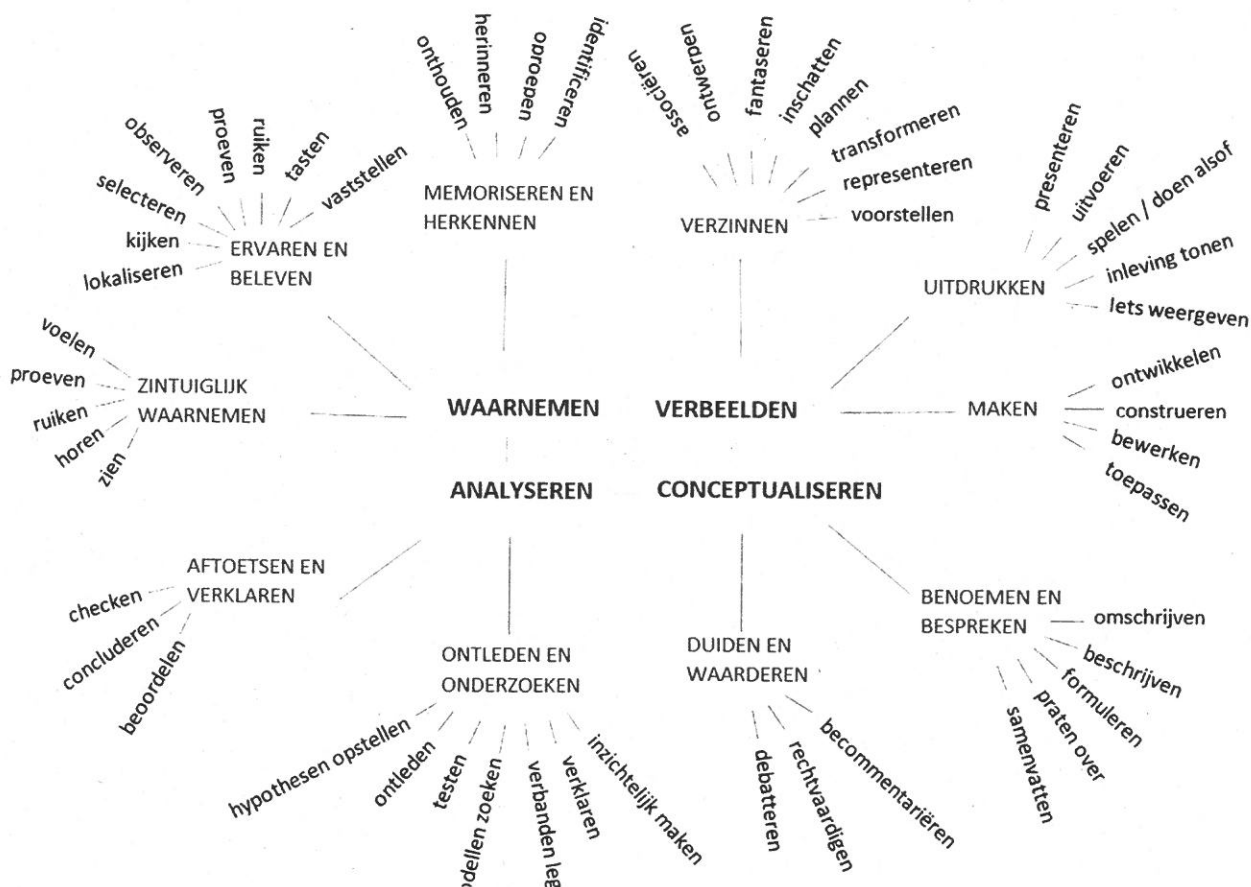 onthouden
herinneren
oproepen
identificeren
associëren
ontwerpen
fantaseren
inschatten
plannen
transformeren
representeren
voorstellen
presenteren
uitvoeren
spelen / doen alsof
inleving tonen
Iets weergeven
observeren
proeven
ruiken
tasten
vaststellen
selecteren
kijken
lokaliseren
MEMORISEREN EN
HERKENNEN
VERZINNEN
ERVAREN EN
BELEVEN
UITDRUKKEN
voelen
proeven
ruiken
horen
zien
ZINTUIGLIJK
WAARNEMEN
WAARNEMEN
VERBEELDEN
MAKEN
ontwikkelen
construeren
bewerken
toepassen
ANALYSEREN
CONCEPTUALISEREN
AFTOETSEN EN
VERKLAREN
checken
concluderen
beoordelen
ONTLEDEN EN
ONDERZOEKEN
hypothesen opstellen
ontleden
testen
dellen zoeken
verbanden leg
verklaren
inzichtelijk maken
DUIDEN EN
WAARDEREN
debatteren
rechtvaardigen
becommentariëren
BENOEMEN EN
BESPREKEN
omschrijven
beschrijven
formuleren
praten over
samenvatten